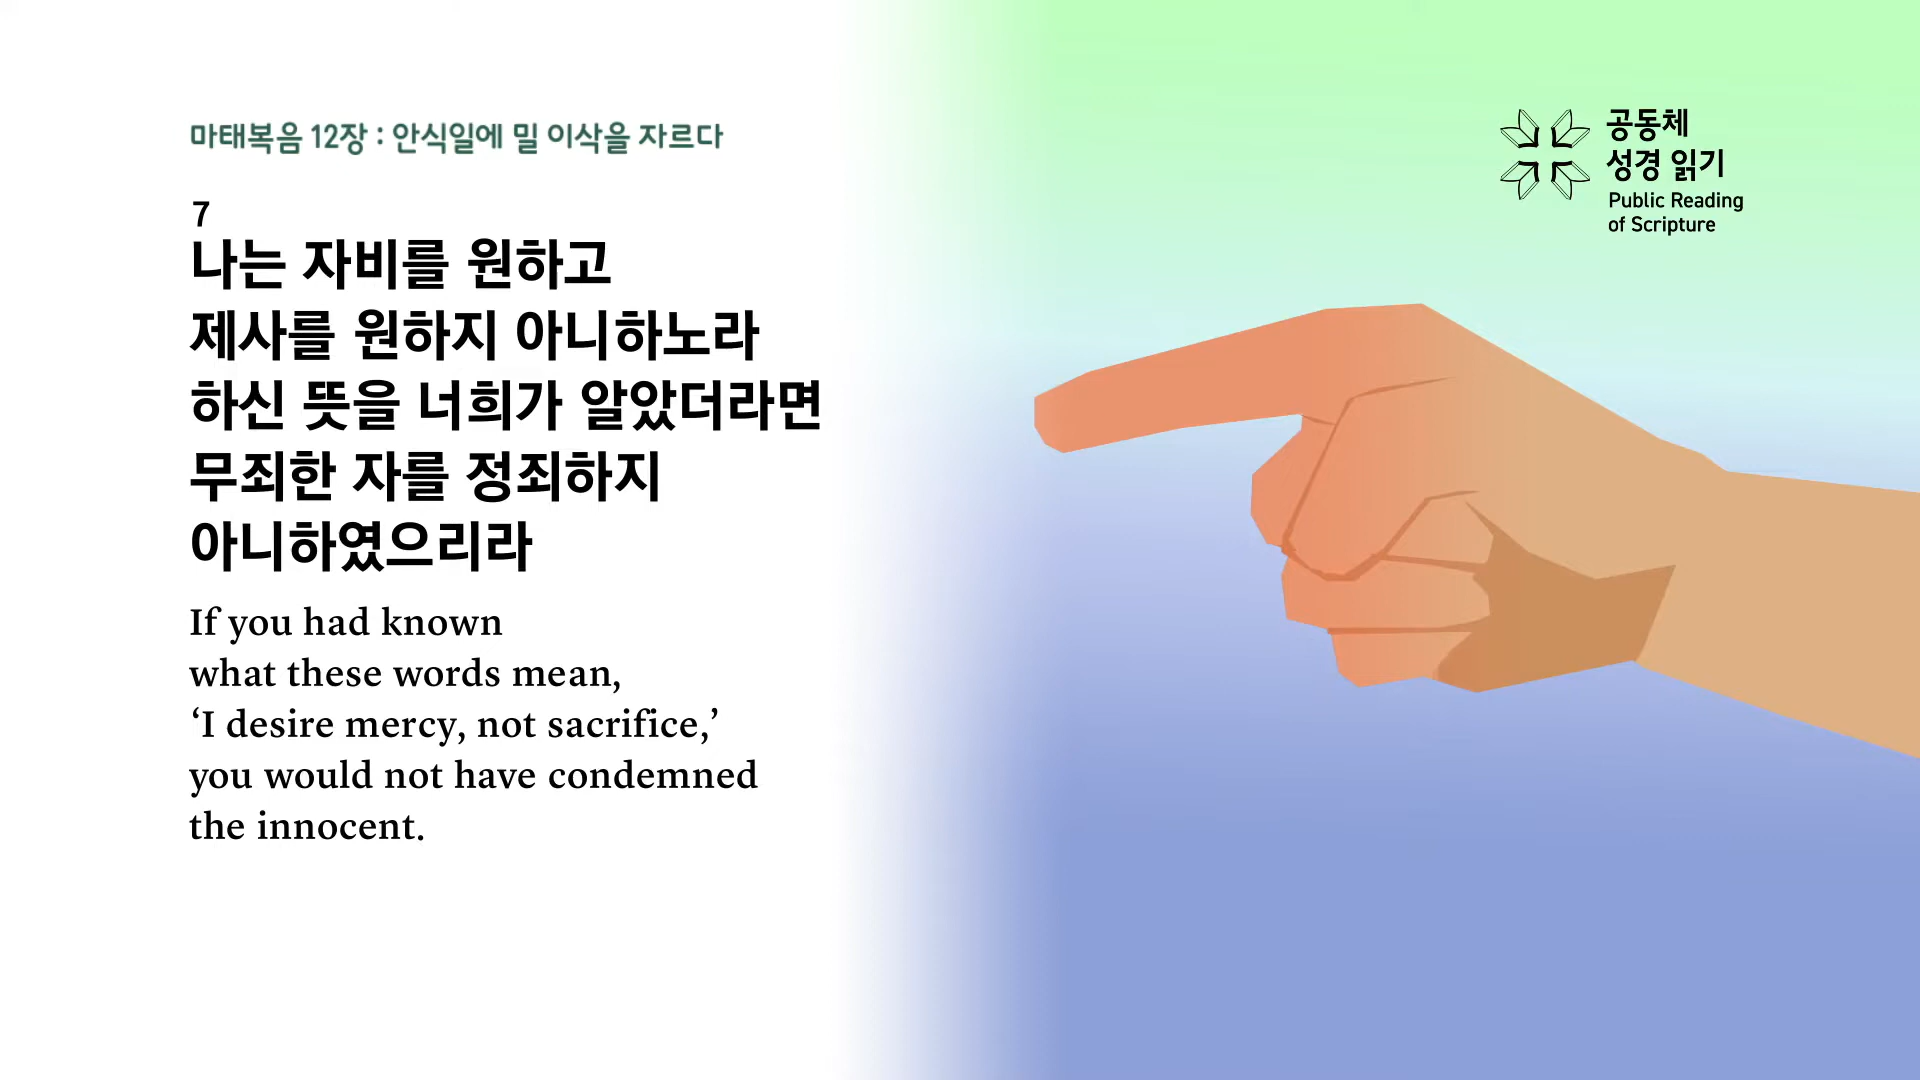 마태복음 12장 : 안식일에 밀 이삭을 자르다
7
나는 자비를 원하고
제사를 원하지 아니하노라
하신 뜻을 너희가 알았더라면
무죄한 자를 정죄하지
아니하였으리라
If you had known
what these words mean,
‘I desire mercy, not sacrifice,’
you would not have condemned
the innocent.
공동체
성경 읽기
Public Reading
of Scripture